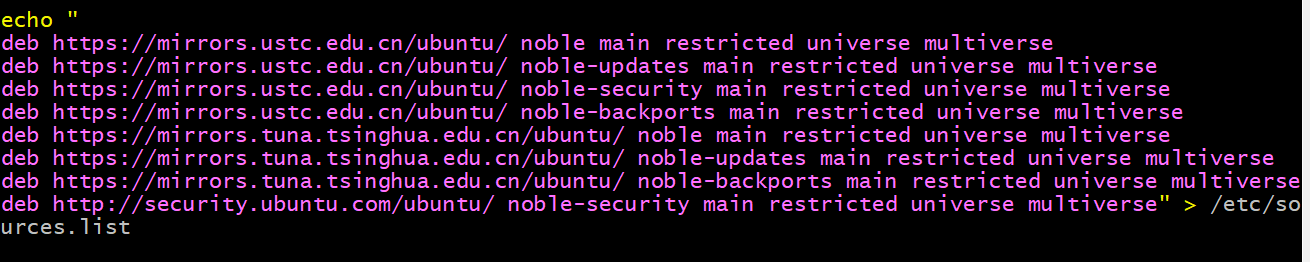 echo "
deb https://mirrors.ustc.edu.cn/ubuntu/ noble main restricted universe multiverse
deb https://mirrors.ustc.edu.cn/ubuntu/ noble-updates main restricted universe multiverse
deb https://mirrors.ustc.edu.cn/ubuntu/ noble-security main restricted universe multiverse
deb https://mirrors.ustc.edu.cn/ubuntu/ noble-backports main restricted universe multiverse
deb https://mirrors.tuna.tsinghua.edu.cn/ubuntu/ noble main restricted universe multiverse
deb https://mirrors.tuna.tsinghua.edu.cn/ubuntu/ noble-updates main restricted universe multiverse
deb https://mirrors.tuna.tsinghua.edu.cn/ubuntu/ noble-backports main restricted universe multiverse
deb http://security.ubuntu.com/ubuntu/ noble-security main restricted universe multiverse" > /etc/so
urces.list